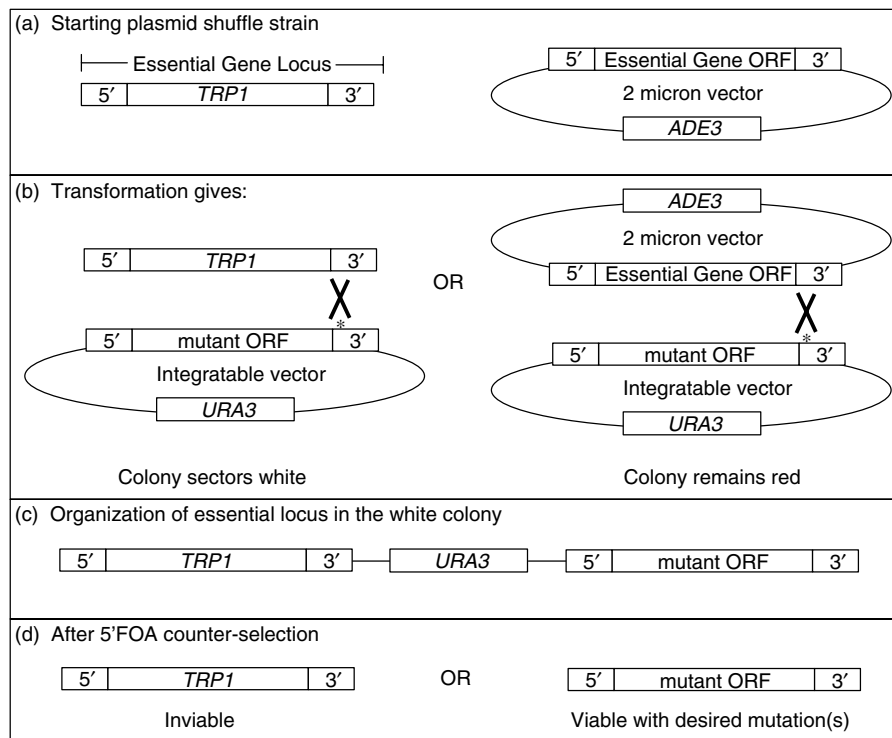 (a) Starting plasmid shuffle strain
Essential Gene Locus
5′ TRP1 3′
5′ Essential Gene ORF 3′
2 micron vector
ADE3
(b) Transformation gives:
5′ TRP1 3′
*
5′ mutant ORF 3′
Integratable vector
URA3
Colony sectors white
OR
ADE3
2 micron vector
5′ Essential Gene ORF 3′
*
5′ mutant ORF 3′
Integratable vector
URA3
Colony remains red
(c) Organization of essential locus in the white colony
5′ TRP1 3′ URA3 5′ mutant ORF 3′
(d) After 5′FOA counter-selection
5′ TRP1 3′
Inviable
OR
5′ mutant ORF 3′
Viable with desired mutation(s)